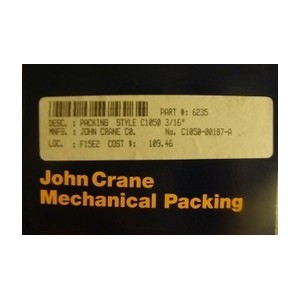 PART #: 6235
DESC. : PACKING STYLE C1050 3/16"
MNFG. : JOHN CRANE CO. No. C1050-00187-A
LOC. : F15E2 COST $: 109.46
John Crane
Mechanical Packing